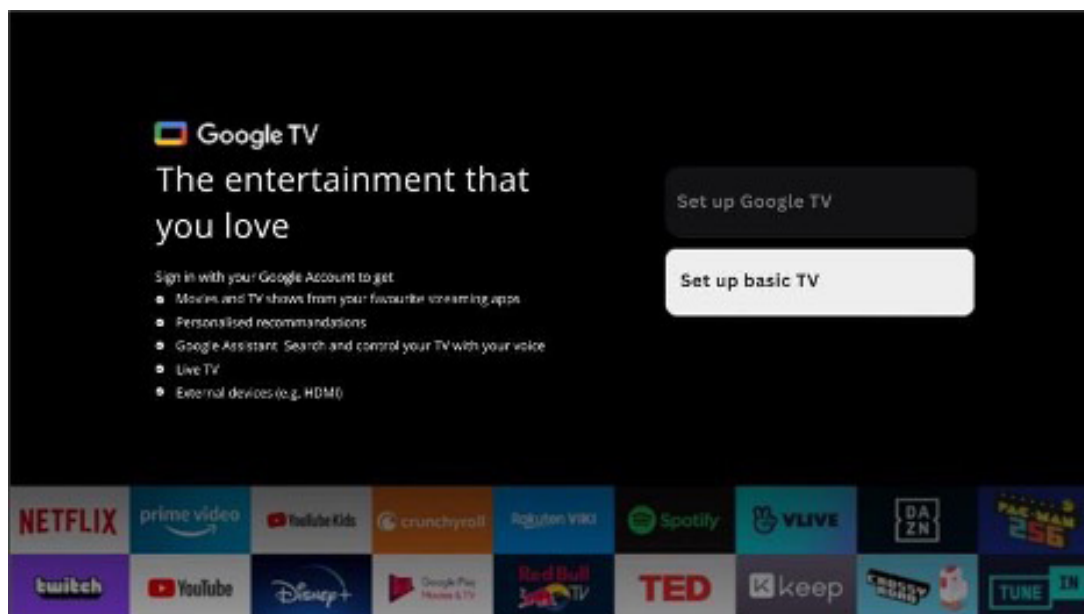 Google TV
The entertainment that
you love
Sign in with your Google Account to get
Movies and TV shows from your favourite streaming apps
Personalised recommandations
Google Assistant Search and control your TV with your voice
Live TV
External devices (e.g. HDMI)
Set up Google TV
Set up basic TV
NETFLIX
prime video
YouTube Kids
crunchyroll
Rakuten VIKI
Spotify
VLIVE
DA
ZN
PAC-MAN
256
twitch
YouTube
Disney+
Google Play
Movies & TV
Red Bull
TV
TED
keep
CROSSY
ROAD
TUNE IN